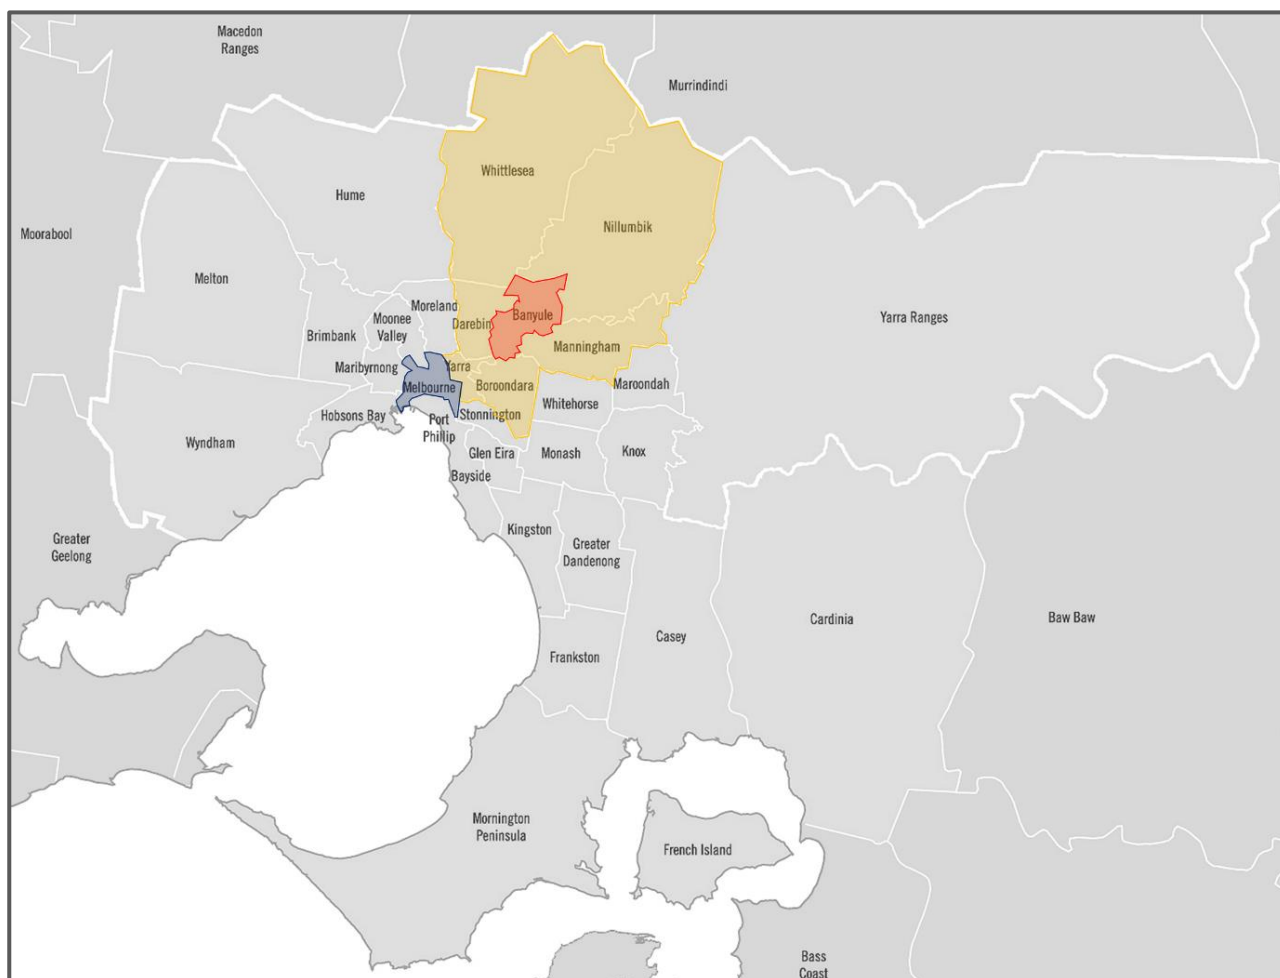 Macedon
Ranges
Murrindindi
Whittlesea
Hume
Nillumbik
Moorabool
Melton
Moreland
Banyule
Yarra Ranges
Moonee
Valley
Darebin
Brimbank
Manningham
Maribyrnong
Yarra
Melbourne
Boroondara
Maroondah
Whitehorse
Hobsons Bay
Port
Phillip
Stonnington
Wyndham
Glen Eira
Monash
Knox
Bayside
Kingston
Greater
Geelong
Greater
Dandenong
Cardinia
Baw Baw
Casey
Frankston
Mornington
Peninsula
French Island
Bass
Coast